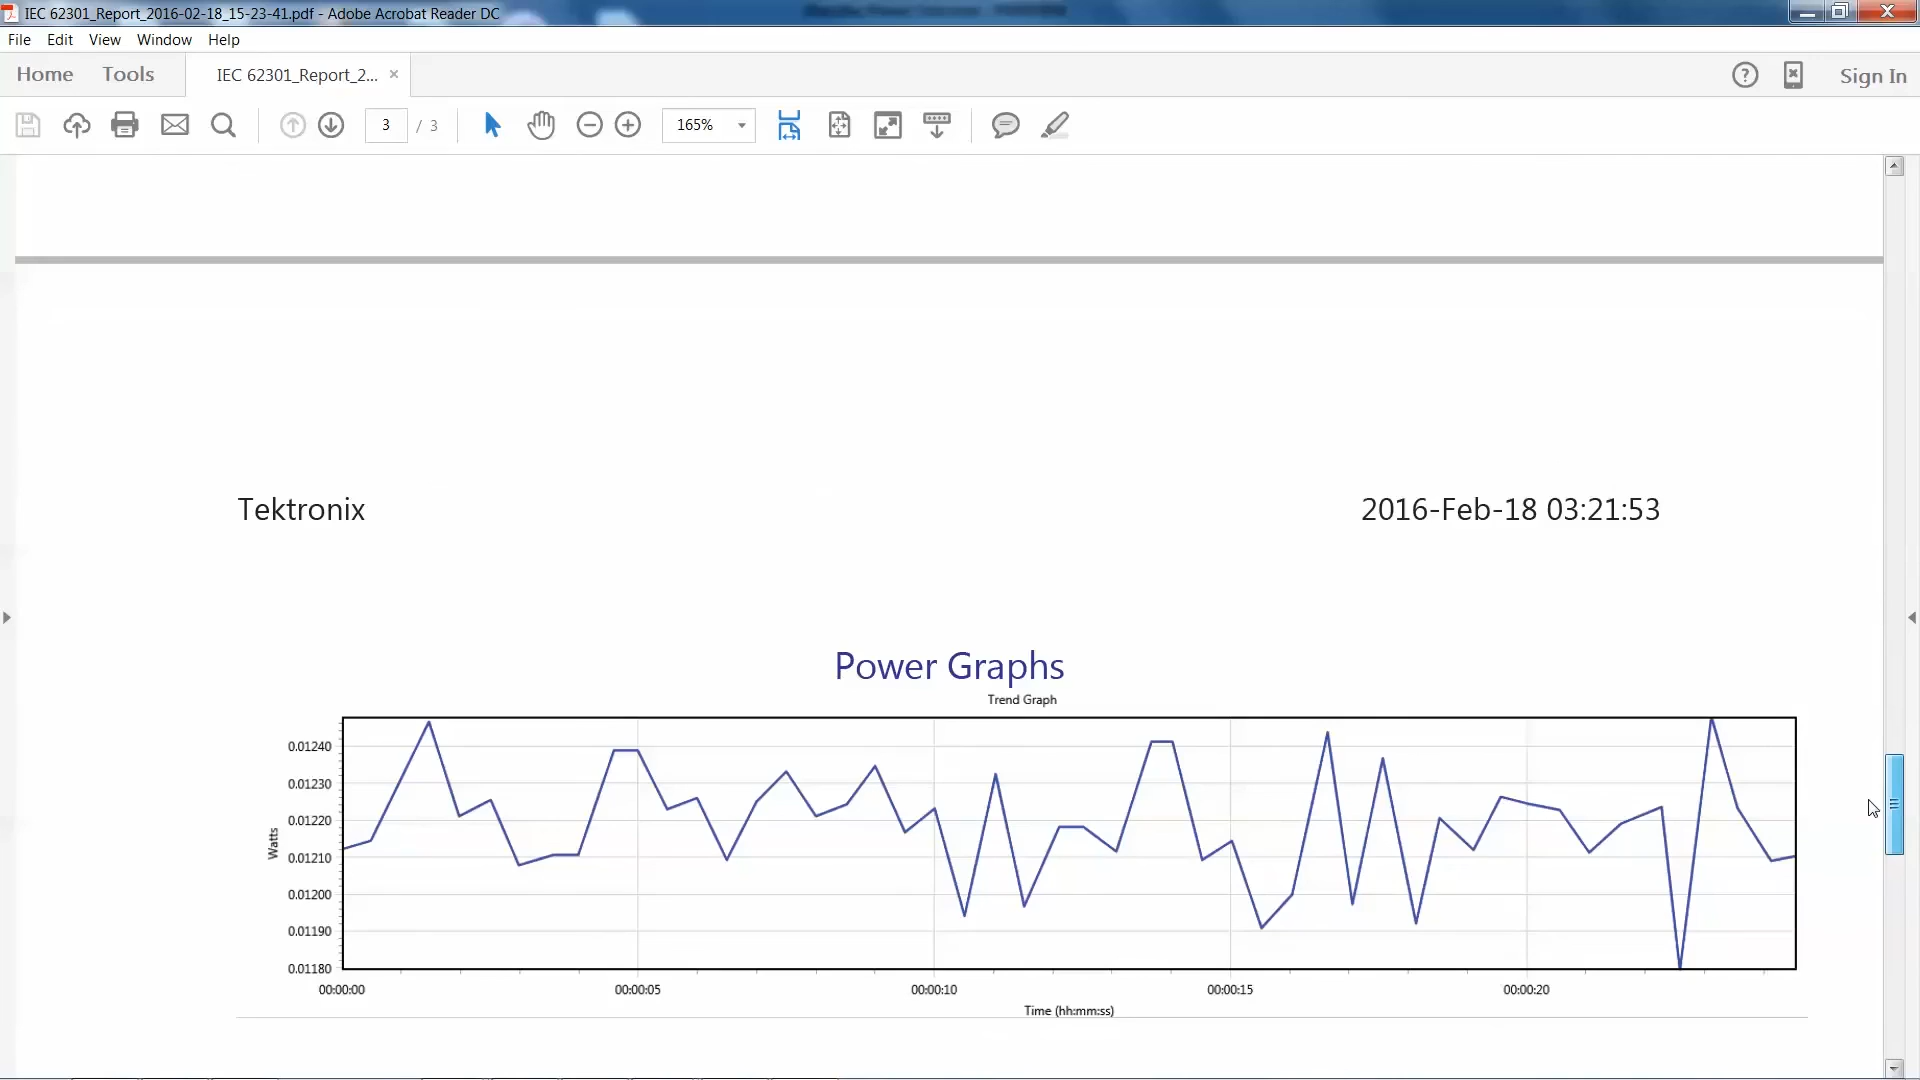 IEC 62301_Report_2016-02-18_15-23-41.pdf - Adobe Acrobat Reader DC
File Edit View Window Help
Home Tools IEC 62301_Report_2... × Sign In
3 / 3 165%
Tektronix 2016-Feb-18 03:21:53
Power Graphs
Trend Graph
0.01240
0.01230
0.01220
0.01210
0.01200
0.01190
0.01180
Watts
00:00:00 00:00:05 00:00:10 00:00:15 00:00:20
Time (hh:mm:ss)